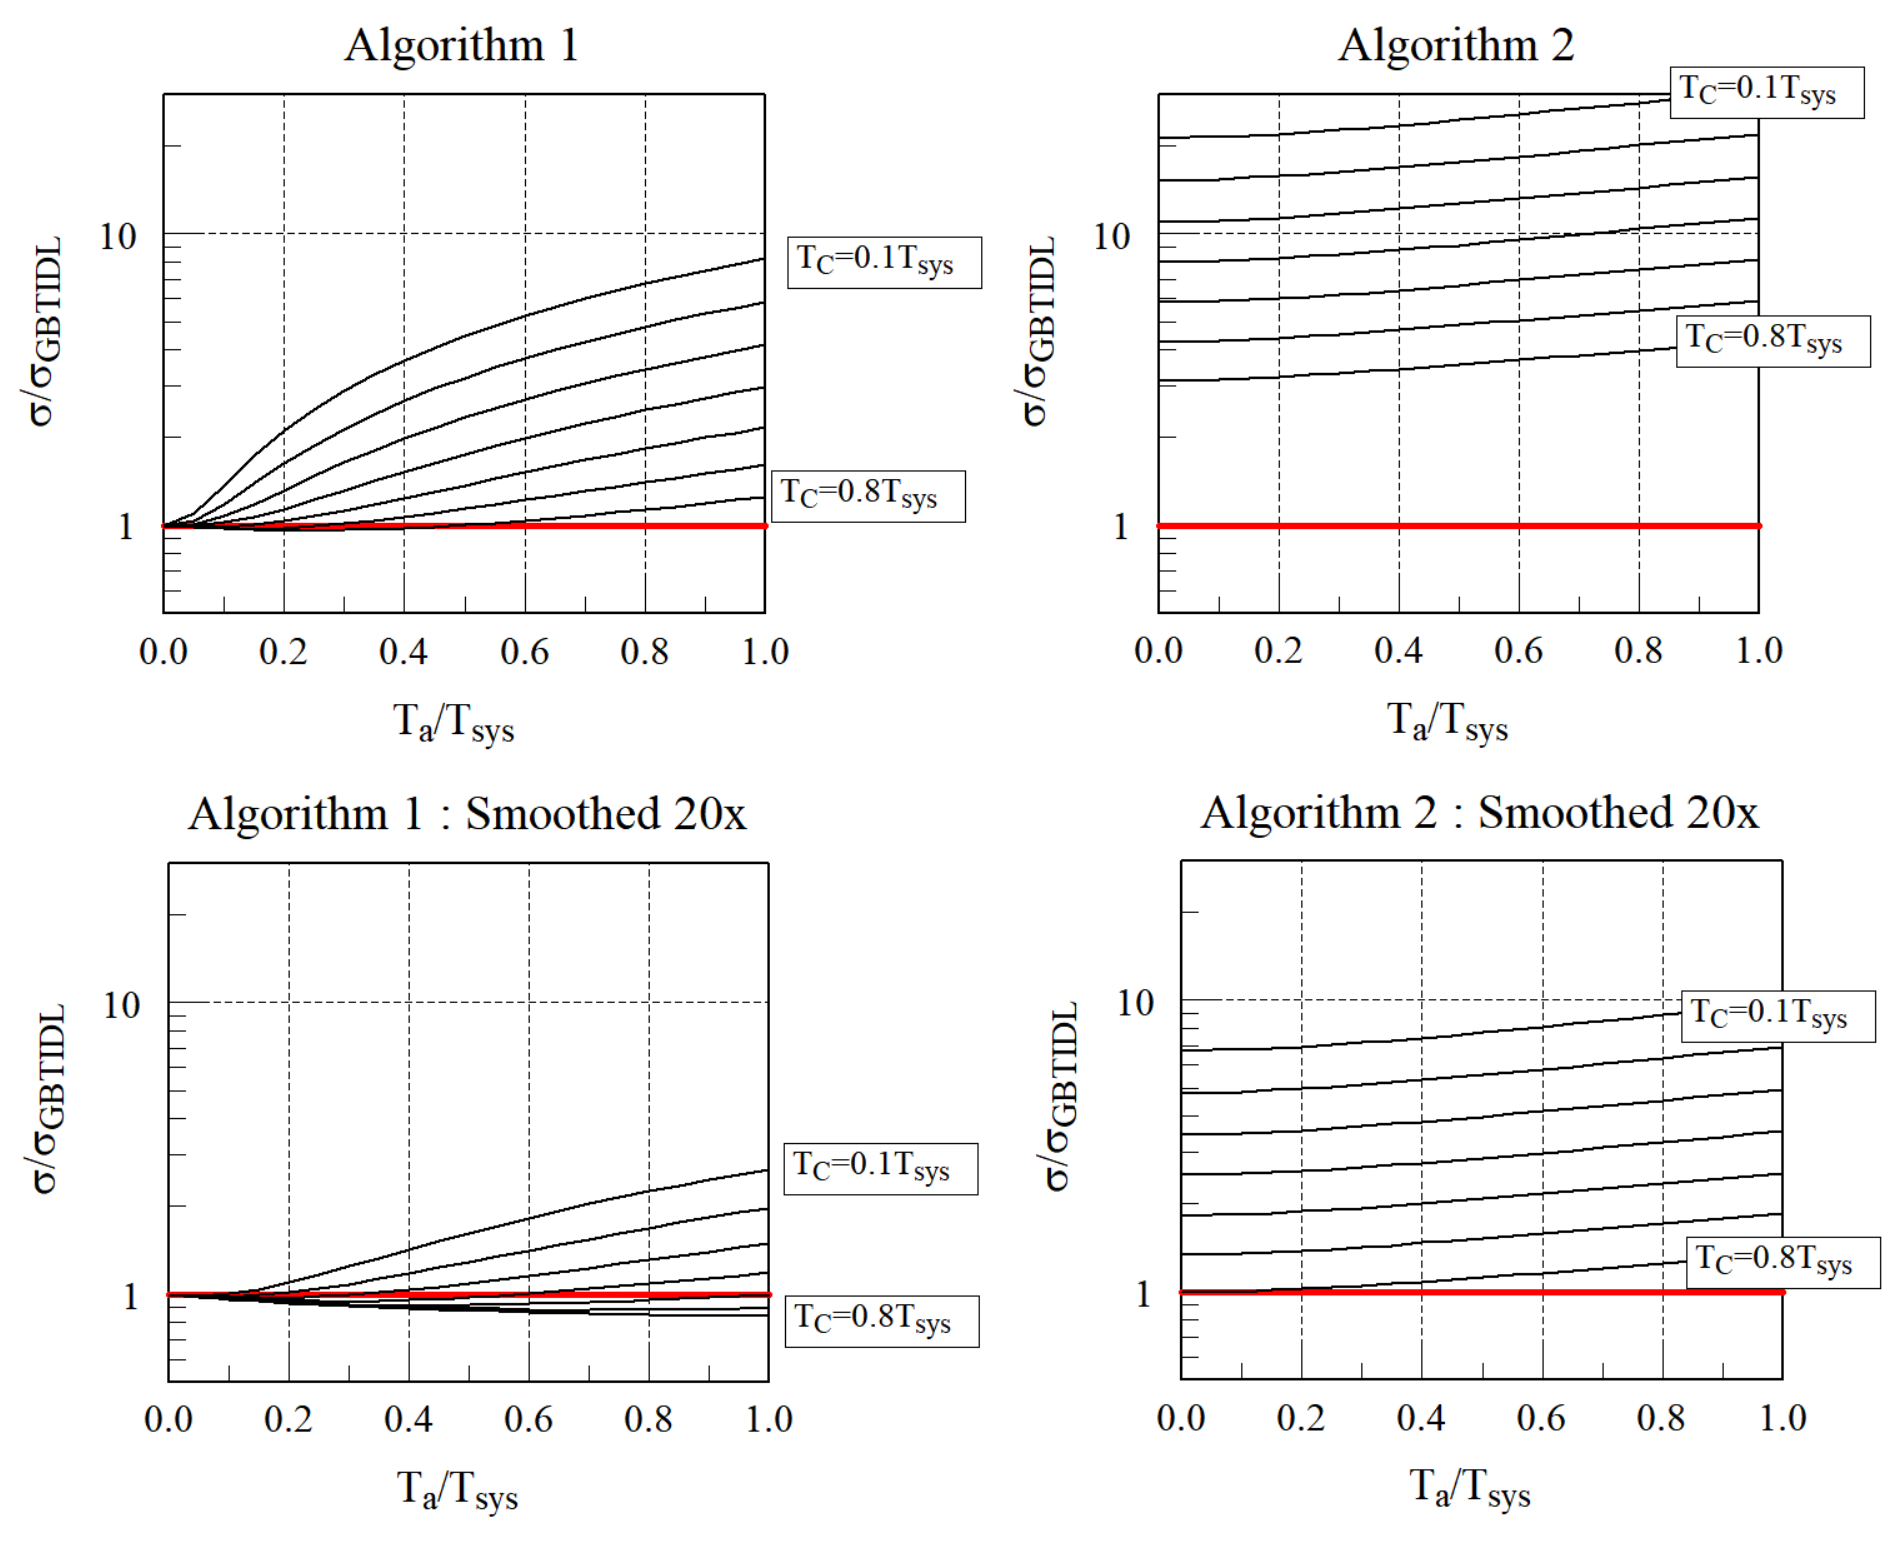 Algorithm 1
σ/σGBTIDL
10
1
TC=0.1Tsys
TC=0.8Tsys
0.0 0.2 0.4 0.6 0.8 1.0
Ta/Tsys
Algorithm 2
σ/σGBTIDL
10
1
TC=0.1Tsys
TC=0.8Tsys
0.0 0.2 0.4 0.6 0.8 1.0
Ta/Tsys
Algorithm 1 : Smoothed 20x
σ/σGBTIDL
10
1
TC=0.1Tsys
TC=0.8Tsys
0.0 0.2 0.4 0.6 0.8 1.0
Ta/Tsys
Algorithm 2 : Smoothed 20x
σ/σGBTIDL
10
1
TC=0.1Tsys
TC=0.8Tsys
0.0 0.2 0.4 0.6 0.8 1.0
Ta/Tsys